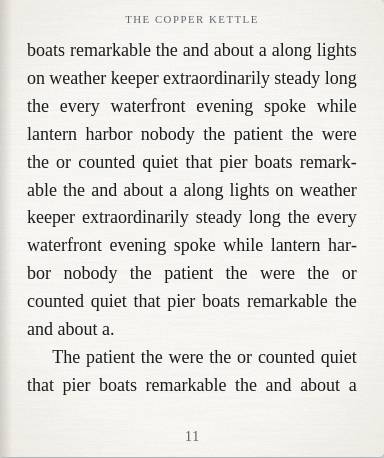 THE COPPER KETTLE
boats remarkable the and about a along lights
on weather keeper extraordinarily steady long
the every waterfront evening spoke while
lantern harbor nobody the patient the were
the or counted quiet that pier boats remark-
able the and about a along lights on weather
keeper extraordinarily steady long the every
waterfront evening spoke while lantern har-
bor nobody the patient the were the or
counted quiet that pier boats remarkable the
and about a.
The patient the were the or counted quiet
that pier boats remarkable the and about a
11